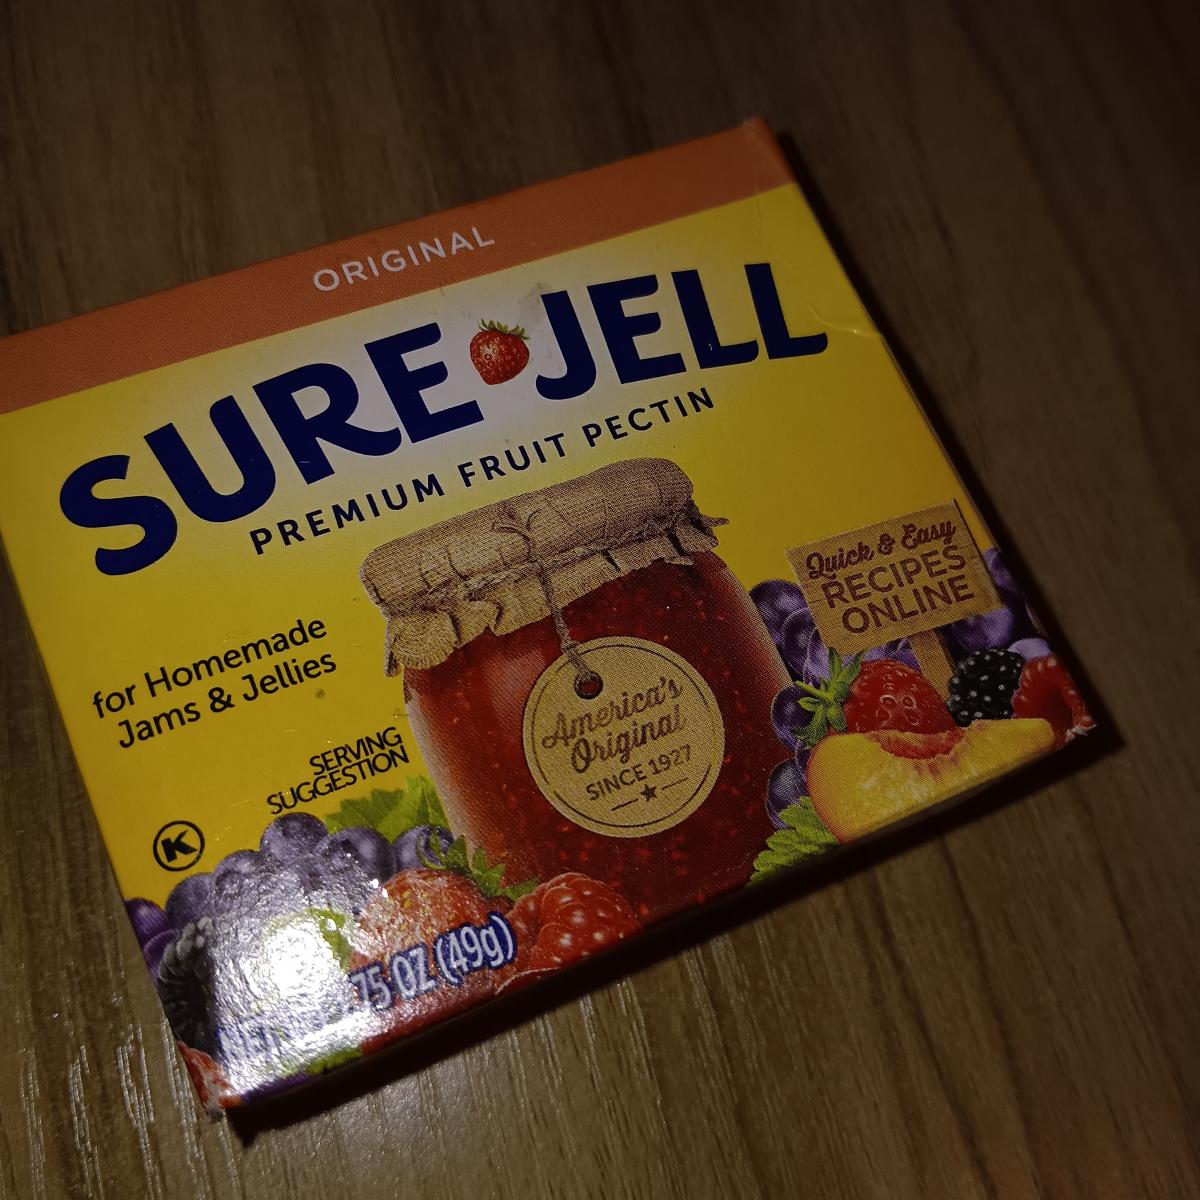 ORIGINAL
SURE JELL
PREMIUM FRUIT PECTIN
for Homemade
Jams & Jellies
SERVING
SUGGESTION
K
America's
Original
SINCE 1927
Quick & Easy
RECIPES
ONLINE
75 OZ (49g)